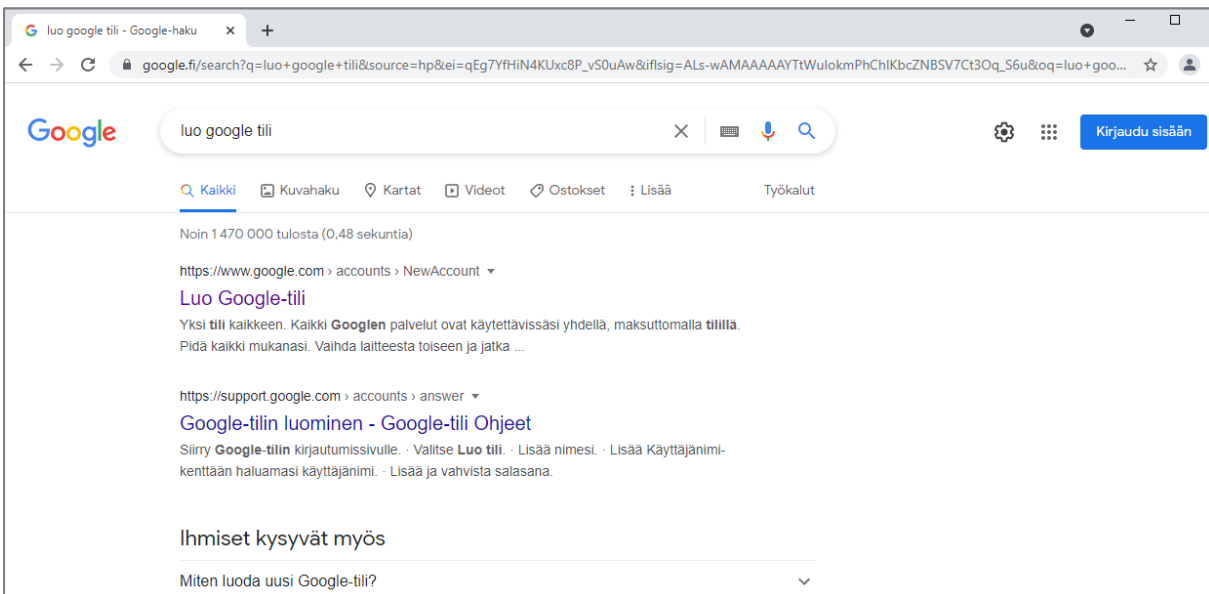 luo google tili - Google-haku
google.fi/search?q=luo+google+tili&source=hp&ei=qEg7YfHiN4KUxc8P_vS0uAw&iflsig=ALs-wAMAAAAAYTtWulokmPhChlKbcZNBSV7Ct3Oq_S6u&oq=luo+goo...
Google
luo google tili
Kirjaudu sisään
Kaikki Kuvahaku Kartat Videot Ostokset Lisää Työkalut
Noin 1 470 000 tulosta (0,48 sekuntia)
https://www.google.com › accounts › NewAccount
Luo Google-tili
Yksi tili kaikkeen. Kaikki Googlen palvelut ovat käytettävissäsi yhdellä, maksuttomalla tilillä.
Pidä kaikki mukanasi. Vaihda laitteesta toiseen ja jatka ...
https://support.google.com › accounts › answer
Google-tilin luominen - Google-tili Ohjeet
Siirry Google-tilin kirjautumissivulle. · Valitse Luo tili. · Lisää nimesi. · Lisää Käyttäjänimi-
kenttään haluamasi käyttäjänimi. · Lisää ja vahvista salasana.
Ihmiset kysyvät myös
Miten luoda uusi Google-tili?